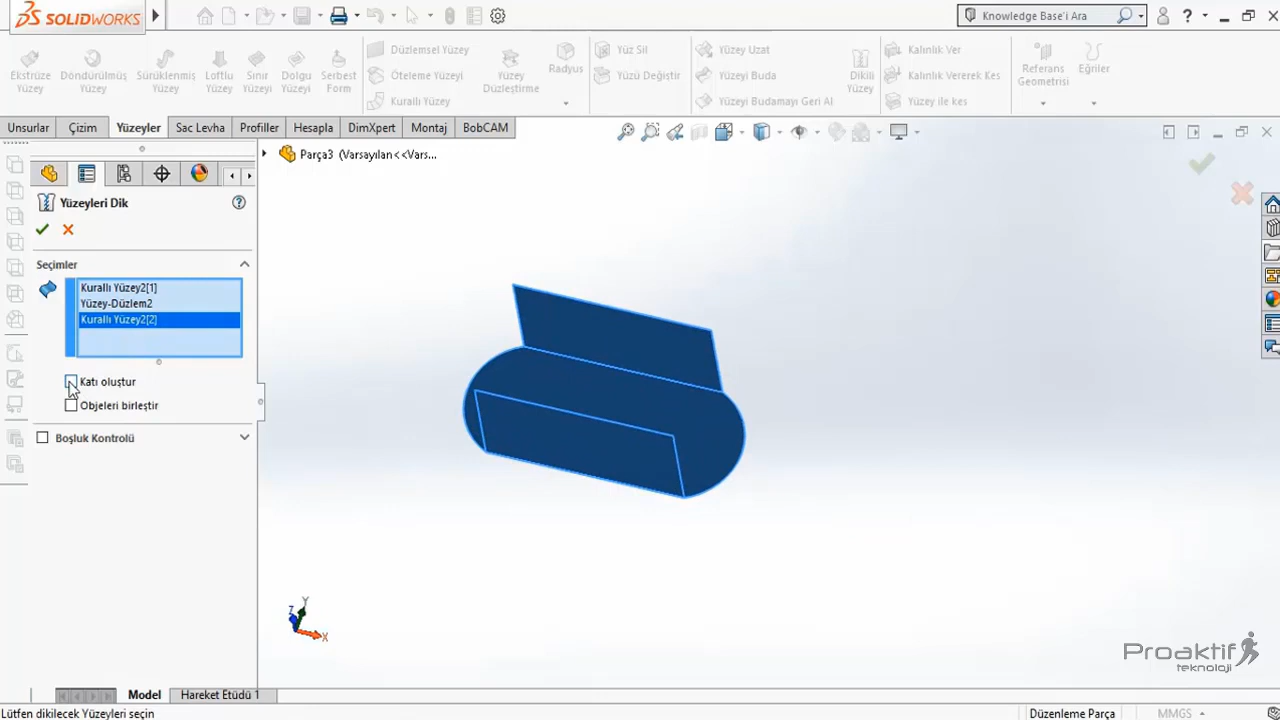 SOLIDWORKS
Knowledge Base'i Ara
Ekstrüze Yüzey
Döndürülmüş Yüzey
Sürüklenmiş Yüzey
Loftlu Yüzey
Sınır Yüzeyi
Dolgu Yüzeyi
Serbest Form
Düzlemsel Yüzey
Öteleme Yüzeyi
Kurallı Yüzey
Yüzey Düzleştirme
Radyus
Yüz Sil
Yüzü Değiştir
Yüzey Uzat
Yüzey Buda
Yüzeyi Budamayı Geri Al
Dikili Yüzey
Kalınlık Ver
Kalınlık Vererek Kes
Yüzey ile kes
Referans Geometrisi
Eğriler
Unsurlar
Çizim
Yüzeyler
Sac Levha
Profiller
Hesapla
DimXpert
Montaj
BobCAM
Parça3 (Varsayılan<<Vars...
Yüzeyleri Dik
Seçimler
Kurallı Yüzey2[1]
Yüzey-Düzlem2
Kurallı Yüzey2[2]
Katı oluştur
Objeleri birleştir
Boşluk Kontrolü
Y
Z
X
Proaktif
teknoloji
Model
Hareket Etüdü 1
Lütfen dikilecek Yüzeyleri seçin
Düzenleme Parça
MMGS